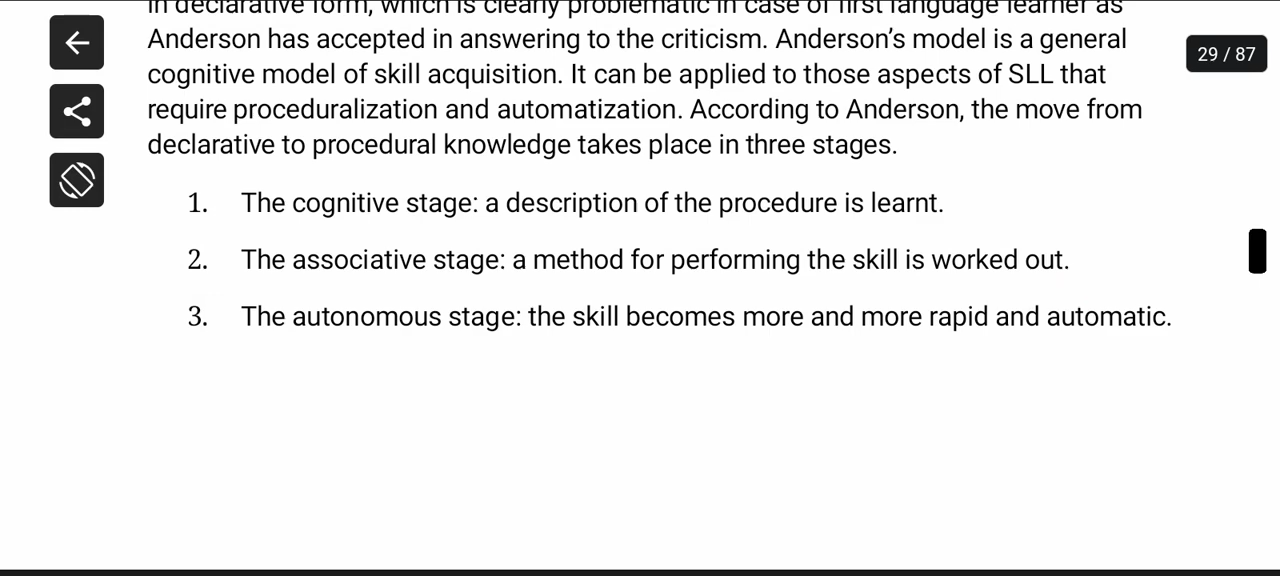 in declarative form, which is clearly problematic in case of first language learner as
Anderson has accepted in answering to the criticism. Anderson's model is a general
cognitive model of skill acquisition. It can be applied to those aspects of SLL that
require proceduralization and automatization. According to Anderson, the move from
declarative to procedural knowledge takes place in three stages.
29 / 87
1. The cognitive stage: a description of the procedure is learnt.
2. The associative stage: a method for performing the skill is worked out.
3. The autonomous stage: the skill becomes more and more rapid and automatic.